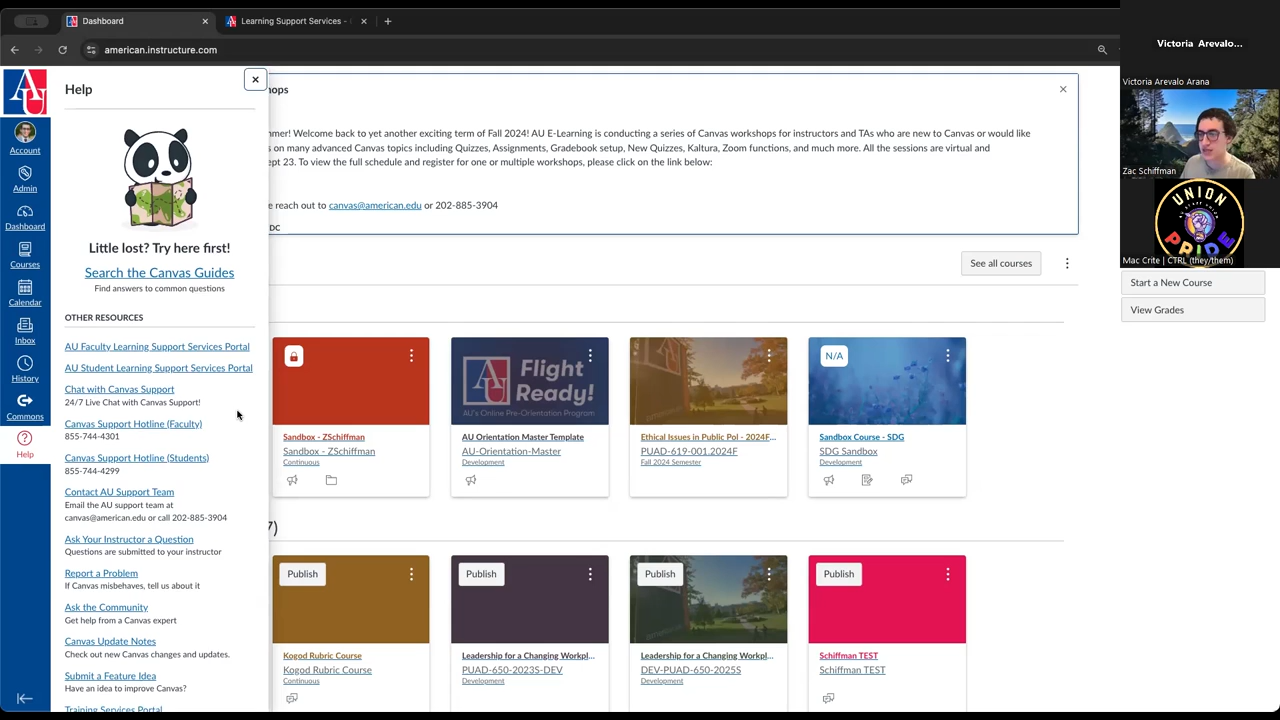 Dashboard
Learning Support Services - C
american.instructure.com
AU
Account
Admin
Dashboard
Courses
Calendar
Inbox
History
Commons
Help
Help
Little lost? Try here first!
Search the Canvas Guides
Find answers to common questions
OTHER RESOURCES
AU Faculty Learning Support Services Portal
AU Student Learning Support Services Portal
Chat with Canvas Support
24/7 Live Chat with Canvas Support!
Canvas Support Hotline (Faculty)
855-744-4301
Canvas Support Hotline (Students)
855-744-4299
Contact AU Support Team
Email the AU support team at
canvas@american.edu or call 202-885-3904
Ask Your Instructor a Question
Questions are submitted to your instructor
Report a Problem
If Canvas misbehaves, tell us about it
Ask the Community
Get help from a Canvas expert
Canvas Update Notes
Check out new Canvas changes and updates.
Submit a Feature Idea
Have an idea to improve Canvas?
Training Services Portal
hops
mmer! Welcome back to yet another exciting term of Fall 2024! AU E-Learning is conducting a series of Canvas workshops for instructors and TAs who are new to Canvas or would like
on many advanced Canvas topics including Quizzes, Assignments, Gradebook setup, New Quizzes, Kaltura, Zoom functions, and much more. All the sessions are virtual and
ept 23. To view the full schedule and register for one or multiple workshops, please click on the link below:
e reach out to canvas@american.edu or 202-885-3904
DC
See all courses
Sandbox - ZSchiffman
Sandbox - ZSchiffman
Continuous
AU
Flight
Ready!
AU's Online Pre-Orientation Program
AU Orientation Master Template
AU-Orientation-Master
Development
Ethical Issues in Public Pol - 2024F...
PUAD-619-001.2024F
Fall 2024 Semester
N/A
Sandbox Course - SDG
SDG Sandbox
Development
7)
Publish
Kogod Rubric Course
Kogod Rubric Course
Continuous
Publish
Leadership for a Changing Workpl...
PUAD-650-2023S-DEV
Development
Publish
Leadership for a Changing Workpl...
DEV-PUAD-650-2025S
Development
Publish
Schiffman TEST
Schiffman TEST
Victoria Arevalo...
Victoria Arevalo Arana
Zac Schiffman
UNION
PRIDE
Mac Crite | CTRL (they/them)
Start a New Course
View Grades